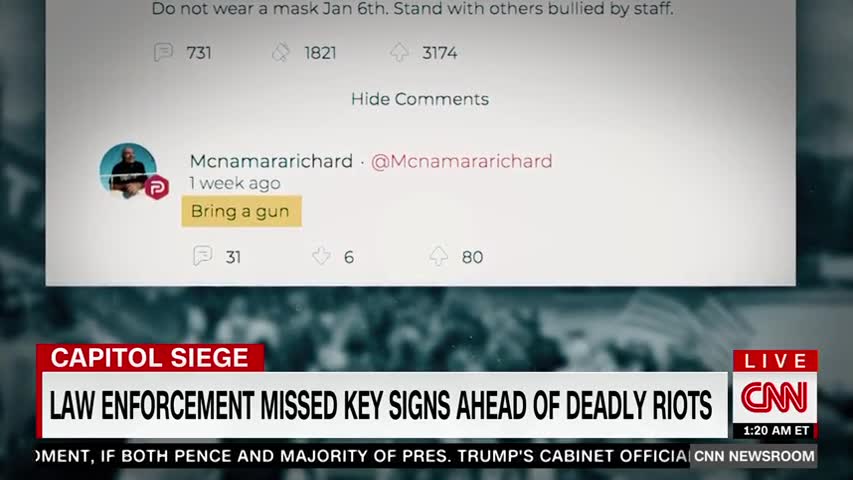 Do not wear a mask Jan 6th. Stand with others bullied by staff.
731 1821 3174
Hide Comments
Mcnamararichard · @Mcnamararichard
1 week ago
Bring a gun
31 6 80
CAPITOL SIEGE
LAW ENFORCEMENT MISSED KEY SIGNS AHEAD OF DEADLY RIOTS
LIVE
CNN
1:20 AM ET
OMENT, IF BOTH PENCE AND MAJORITY OF PRES. TRUMP'S CABINET OFFICIA
CNN NEWSROOM